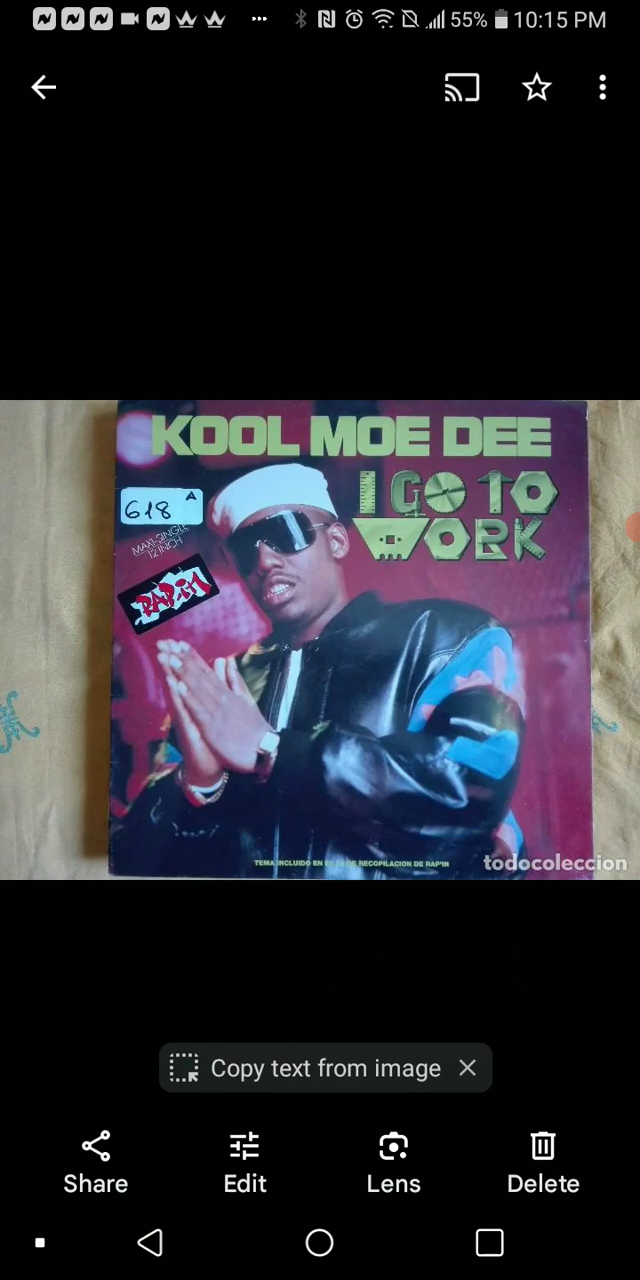 55% 10:15 PM
KOOL MOE DEE
I GO TO
WORK
618 A
MAXI-SINGLE
12 INCH
RAP'IN
TEMA INCLUIDO EN RECOPILACION DE RAP'IN
todocoleccion
Copy text from image
Share Edit Lens Delete